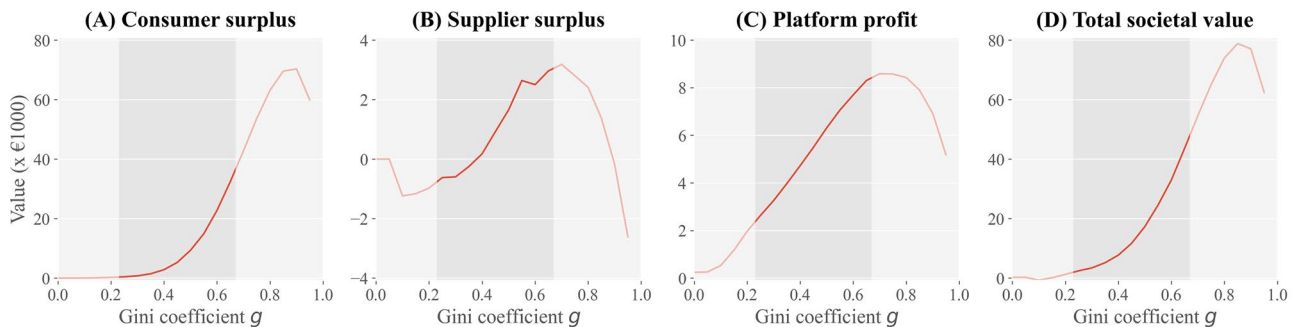 (A) Consumer surplus
Value (x €1000)
80
60
40
20
0
0.0 0.2 0.4 0.6 0.8 1.0
Gini coefficient g
(B) Supplier surplus
4
2
0
−2
−4
0.0 0.2 0.4 0.6 0.8 1.0
Gini coefficient g
(C) Platform profit
10
8
6
4
2
0
0.0 0.2 0.4 0.6 0.8 1.0
Gini coefficient g
(D) Total societal value
80
60
40
20
0
0.0 0.2 0.4 0.6 0.8 1.0
Gini coefficient g